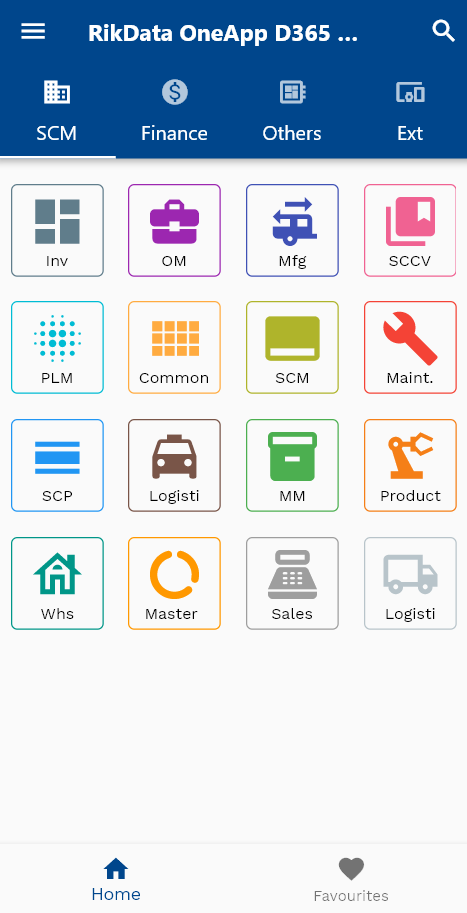 RikData OneApp D365 ...
SCM Finance Others Ext
Inv OM Mfg SCCV
PLM Common SCM Maint.
SCP Logisti MM Product
Whs Master Sales Logisti
Home Favourites